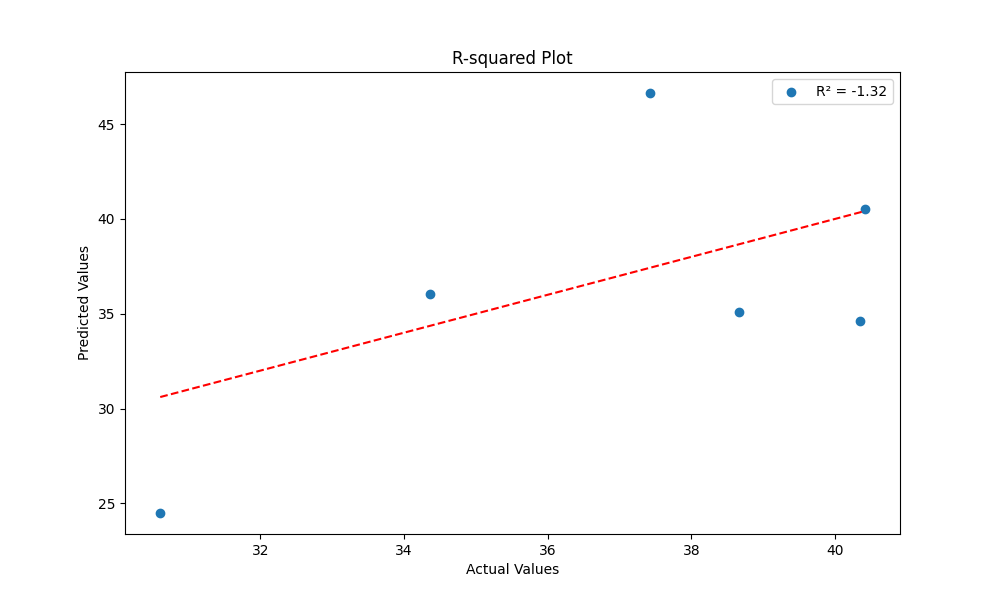 R-squared Plot
R² = -1.32
45
40
35
30
25
Predicted Values
32
34
36
38
40
Actual Values